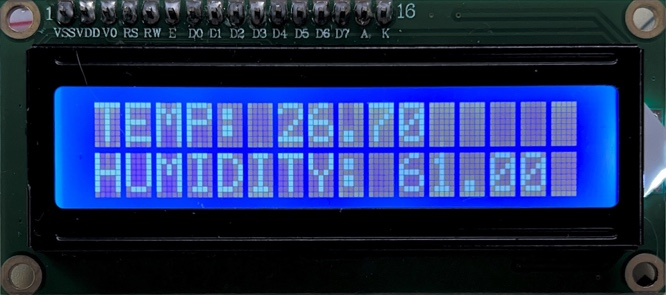 1 16
VSS VDD V0 RS RW E D0 D1 D2 D3 D4 D5 D6 D7 A K
TEMP: 26.70
HUMIDITY: 61.00